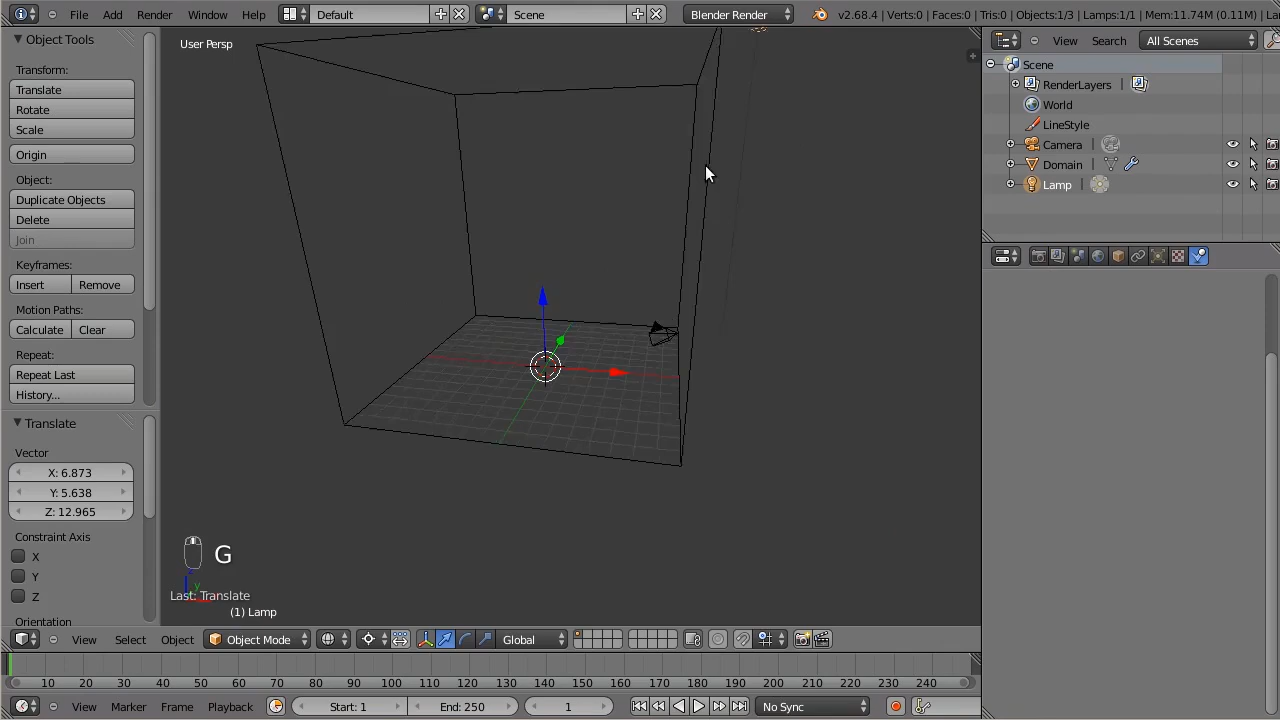 File Add Render Window Help Default Scene Blender Render v2.68.4 | Verts:0 | Faces:0 | Tris:0 | Objects:1/3 | Lamps:1/1 | Mem:11.74M (0.11M) | La
Object Tools
Transform:
Translate
Rotate
Scale
Origin
Object:
Duplicate Objects
Delete
Join
Keyframes:
Insert Remove
Motion Paths:
Calculate Clear
Repeat:
Repeat Last
History...
Translate
Vector
X: 6.873
Y: 5.638
Z: 12.965
Constraint Axis
X
Y
Z
Orientation
User Persp
G
y
Last: Translate
(1) Lamp
View Select Object Object Mode Global
View Search All Scenes
Scene
RenderLayers |
World
LineStyle
Camera |
Domain |
Lamp |
10 20 30 40 50 60 70 80 90 100 110 120 130 140 150 160 170 180 190 200 210 220 230 240
View Marker Frame Playback Start: 1 End: 250 1 No Sync